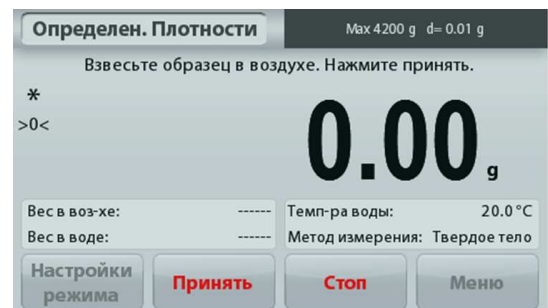 Определен. Плотности
Max 4200 g d= 0.01 g
Взвесьте образец в воздухе. Нажмите принять.
*
>0<
0.00 g
Вес в воз-хе: ------
Темп-ра воды: 20.0 °C
Вес в воде: ------
Метод измерения: Твердое тело
Настройки режима
Принять
Стоп
Меню